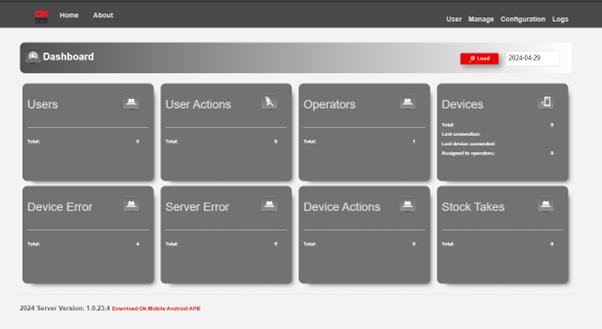 Home About
User Manage Configuration Logs
Dashboard
Load 2024-04-29
Users User Actions Operators Devices
Total: Total: 0 Total: 1 Total: 0
Last connection:
Last device connected:
Assigned to operators: 0
Device Error Server Error Device Actions Stock Takes
Total: 4 Total: Total: 0 Total: 0
2024 Server Version: 1.0.23.4 Download Ok Mobile Android APK